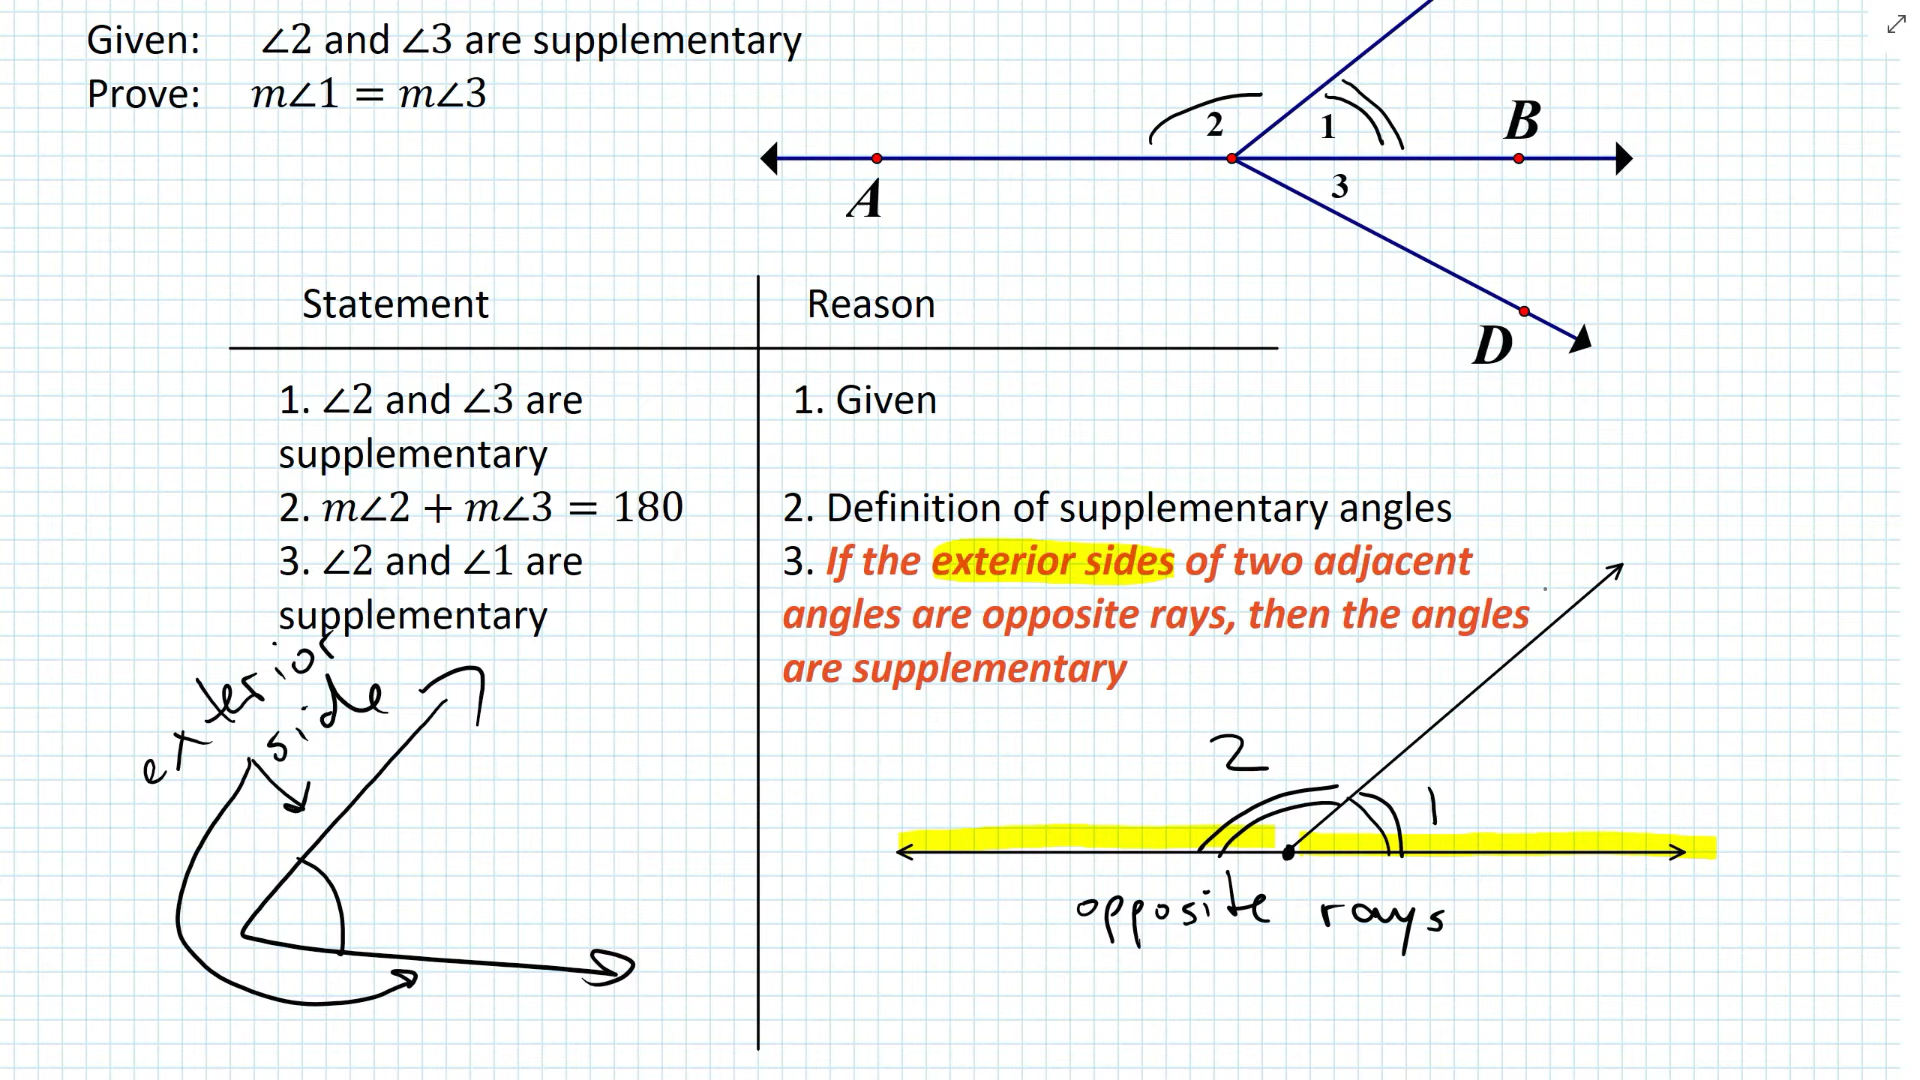 Given: ∠2 and ∠3 are supplementary
Prove: m∠1 = m∠3
2
1
B
3
A
D
Statement
Reason
1. ∠2 and ∠3 are
supplementary
1. Given
2. m∠2 + m∠3 = 180
2. Definition of supplementary angles
3. ∠2 and ∠1 are
supplementary
3. If the exterior sides of two adjacent
angles are opposite rays, then the angles
are supplementary
exterior
side
2
1
opposite rays